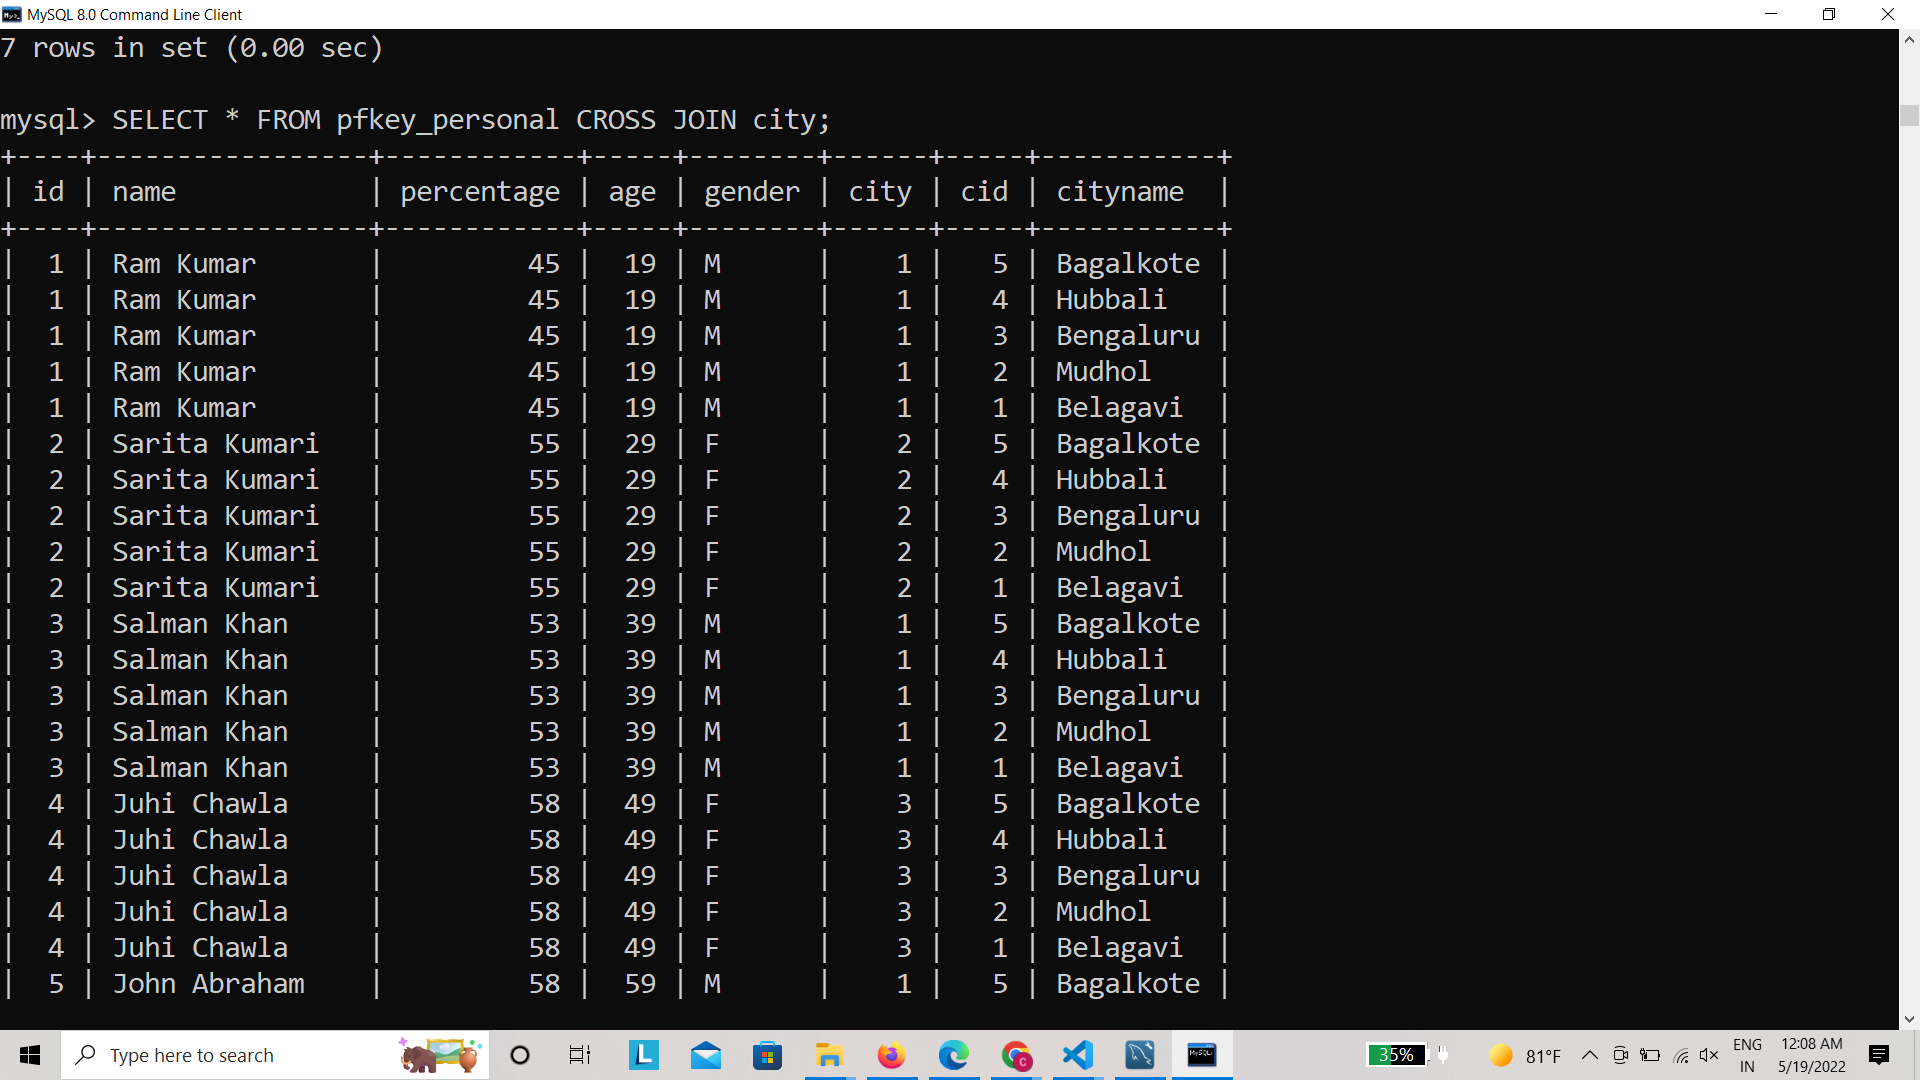 MySQL 8.0 Command Line Client
7 rows in set (0.00 sec)
mysql> SELECT * FROM pfkey_personal CROSS JOIN city;
+----+-----------------+------------+-----+--------+------+-----+-----------+
| id | name            | percentage | age | gender | city | cid | cityname  |
+----+-----------------+------------+-----+--------+------+-----+-----------+
|  1 | Ram Kumar       |         45 |  19 | M      |    1 |   5 | Bagalkote |
|  1 | Ram Kumar       |         45 |  19 | M      |    1 |   4 | Hubbali   |
|  1 | Ram Kumar       |         45 |  19 | M      |    1 |   3 | Bengaluru |
|  1 | Ram Kumar       |         45 |  19 | M      |    1 |   2 | Mudhol    |
|  1 | Ram Kumar       |         45 |  19 | M      |    1 |   1 | Belagavi  |
|  2 | Sarita Kumari   |         55 |  29 | F      |    2 |   5 | Bagalkote |
|  2 | Sarita Kumari   |         55 |  29 | F      |    2 |   4 | Hubbali   |
|  2 | Sarita Kumari   |         55 |  29 | F      |    2 |   3 | Bengaluru |
|  2 | Sarita Kumari   |         55 |  29 | F      |    2 |   2 | Mudhol    |
|  2 | Sarita Kumari   |         55 |  29 | F      |    2 |   1 | Belagavi  |
|  3 | Salman Khan     |         53 |  39 | M      |    1 |   5 | Bagalkote |
|  3 | Salman Khan     |         53 |  39 | M      |    1 |   4 | Hubbali   |
|  3 | Salman Khan     |         53 |  39 | M      |    1 |   3 | Bengaluru |
|  3 | Salman Khan     |         53 |  39 | M      |    1 |   2 | Mudhol    |
|  3 | Salman Khan     |         53 |  39 | M      |    1 |   1 | Belagavi  |
|  4 | Juhi Chawla     |         58 |  49 | F      |    3 |   5 | Bagalkote |
|  4 | Juhi Chawla     |         58 |  49 | F      |    3 |   4 | Hubbali   |
|  4 | Juhi Chawla     |         58 |  49 | F      |    3 |   3 | Bengaluru |
|  4 | Juhi Chawla     |         58 |  49 | F      |    3 |   2 | Mudhol    |
|  4 | Juhi Chawla     |         58 |  49 | F      |    3 |   1 | Belagavi  |
|  5 | John Abraham    |         58 |  59 | M      |    1 |   5 | Bagalkote |
Type here to search
L
C
MySQL
35%
81°F
ENG
IN
12:08 AM
5/19/2022